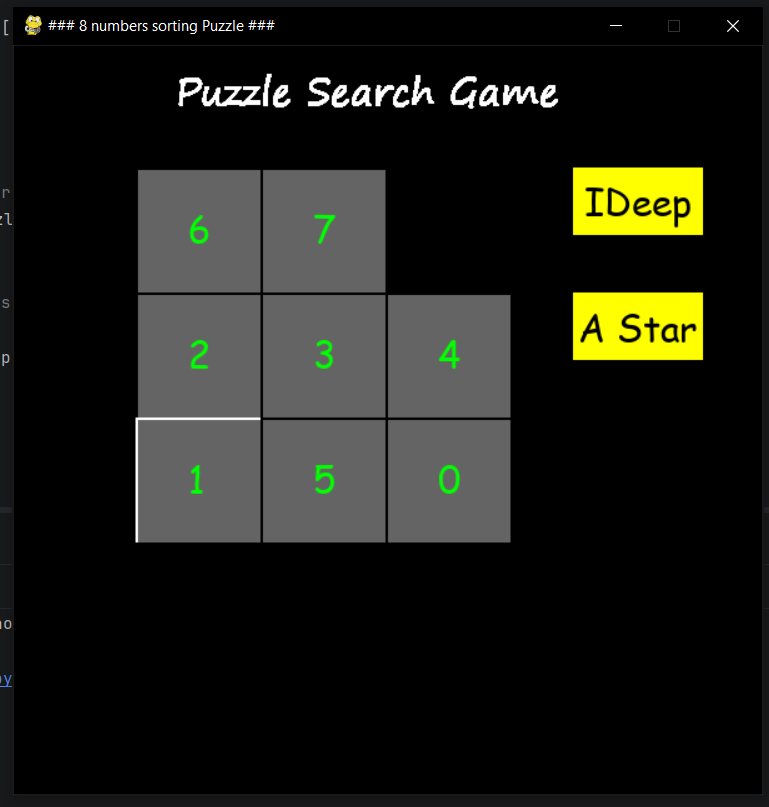 ### 8 numbers sorting Puzzle ###
Puzzle Search Game
6 7
IDeep
2 3 4
A Star
1 5 0